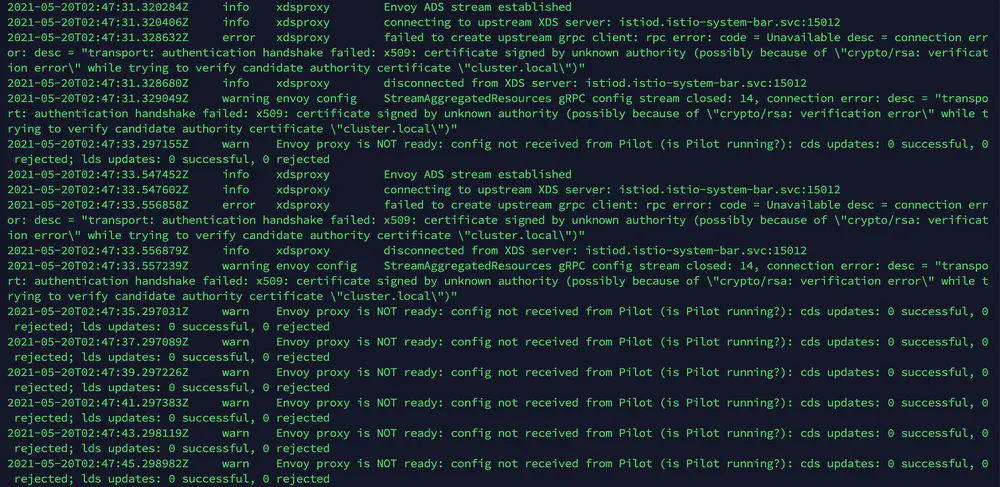 2021-05-20T02:47:31.320284Z     info    xdsproxy        Envoy ADS stream established
2021-05-20T02:47:31.320406Z     info    xdsproxy        connecting to upstream XDS server: istiod.istio-system-bar.svc:15012
2021-05-20T02:47:31.328632Z     error   xdsproxy        failed to create upstream grpc client: rpc error: code = Unavailable desc = connection err
or: desc = "transport: authentication handshake failed: x509: certificate signed by unknown authority (possibly because of \"crypto/rsa: verificat
ion error\" while trying to verify candidate authority certificate \"cluster.local\")"
2021-05-20T02:47:31.328680Z     info    xdsproxy        disconnected from XDS server: istiod.istio-system-bar.svc:15012
2021-05-20T02:47:31.329049Z     warning envoy config    StreamAggregatedResources gRPC config stream closed: 14, connection error: desc = "transpo
rt: authentication handshake failed: x509: certificate signed by unknown authority (possibly because of \"crypto/rsa: verification error\" while t
rying to verify candidate authority certificate \"cluster.local\")"
2021-05-20T02:47:33.297155Z     warn    Envoy proxy is NOT ready: config not received from Pilot (is Pilot running?): cds updates: 0 successful, 0
 rejected; lds updates: 0 successful, 0 rejected
2021-05-20T02:47:33.547452Z     info    xdsproxy        Envoy ADS stream established
2021-05-20T02:47:33.547602Z     info    xdsproxy        connecting to upstream XDS server: istiod.istio-system-bar.svc:15012
2021-05-20T02:47:33.556858Z     error   xdsproxy        failed to create upstream grpc client: rpc error: code = Unavailable desc = connection err
or: desc = "transport: authentication handshake failed: x509: certificate signed by unknown authority (possibly because of \"crypto/rsa: verificat
ion error\" while trying to verify candidate authority certificate \"cluster.local\")"
2021-05-20T02:47:33.556879Z     info    xdsproxy        disconnected from XDS server: istiod.istio-system-bar.svc:15012
2021-05-20T02:47:33.557239Z     warning envoy config    StreamAggregatedResources gRPC config stream closed: 14, connection error: desc = "transpo
rt: authentication handshake failed: x509: certificate signed by unknown authority (possibly because of \"crypto/rsa: verification error\" while t
rying to verify candidate authority certificate \"cluster.local\")"
2021-05-20T02:47:35.297031Z     warn    Envoy proxy is NOT ready: config not received from Pilot (is Pilot running?): cds updates: 0 successful, 0
 rejected; lds updates: 0 successful, 0 rejected
2021-05-20T02:47:37.297089Z     warn    Envoy proxy is NOT ready: config not received from Pilot (is Pilot running?): cds updates: 0 successful, 0
 rejected; lds updates: 0 successful, 0 rejected
2021-05-20T02:47:39.297226Z     warn    Envoy proxy is NOT ready: config not received from Pilot (is Pilot running?): cds updates: 0 successful, 0
 rejected; lds updates: 0 successful, 0 rejected
2021-05-20T02:47:41.297383Z     warn    Envoy proxy is NOT ready: config not received from Pilot (is Pilot running?): cds updates: 0 successful, 0
 rejected; lds updates: 0 successful, 0 rejected
2021-05-20T02:47:43.298119Z     warn    Envoy proxy is NOT ready: config not received from Pilot (is Pilot running?): cds updates: 0 successful, 0
 rejected; lds updates: 0 successful, 0 rejected
2021-05-20T02:47:45.298982Z     warn    Envoy proxy is NOT ready: config not received from Pilot (is Pilot running?): cds updates: 0 successful, 0
 rejected; lds updates: 0 successful, 0 rejected